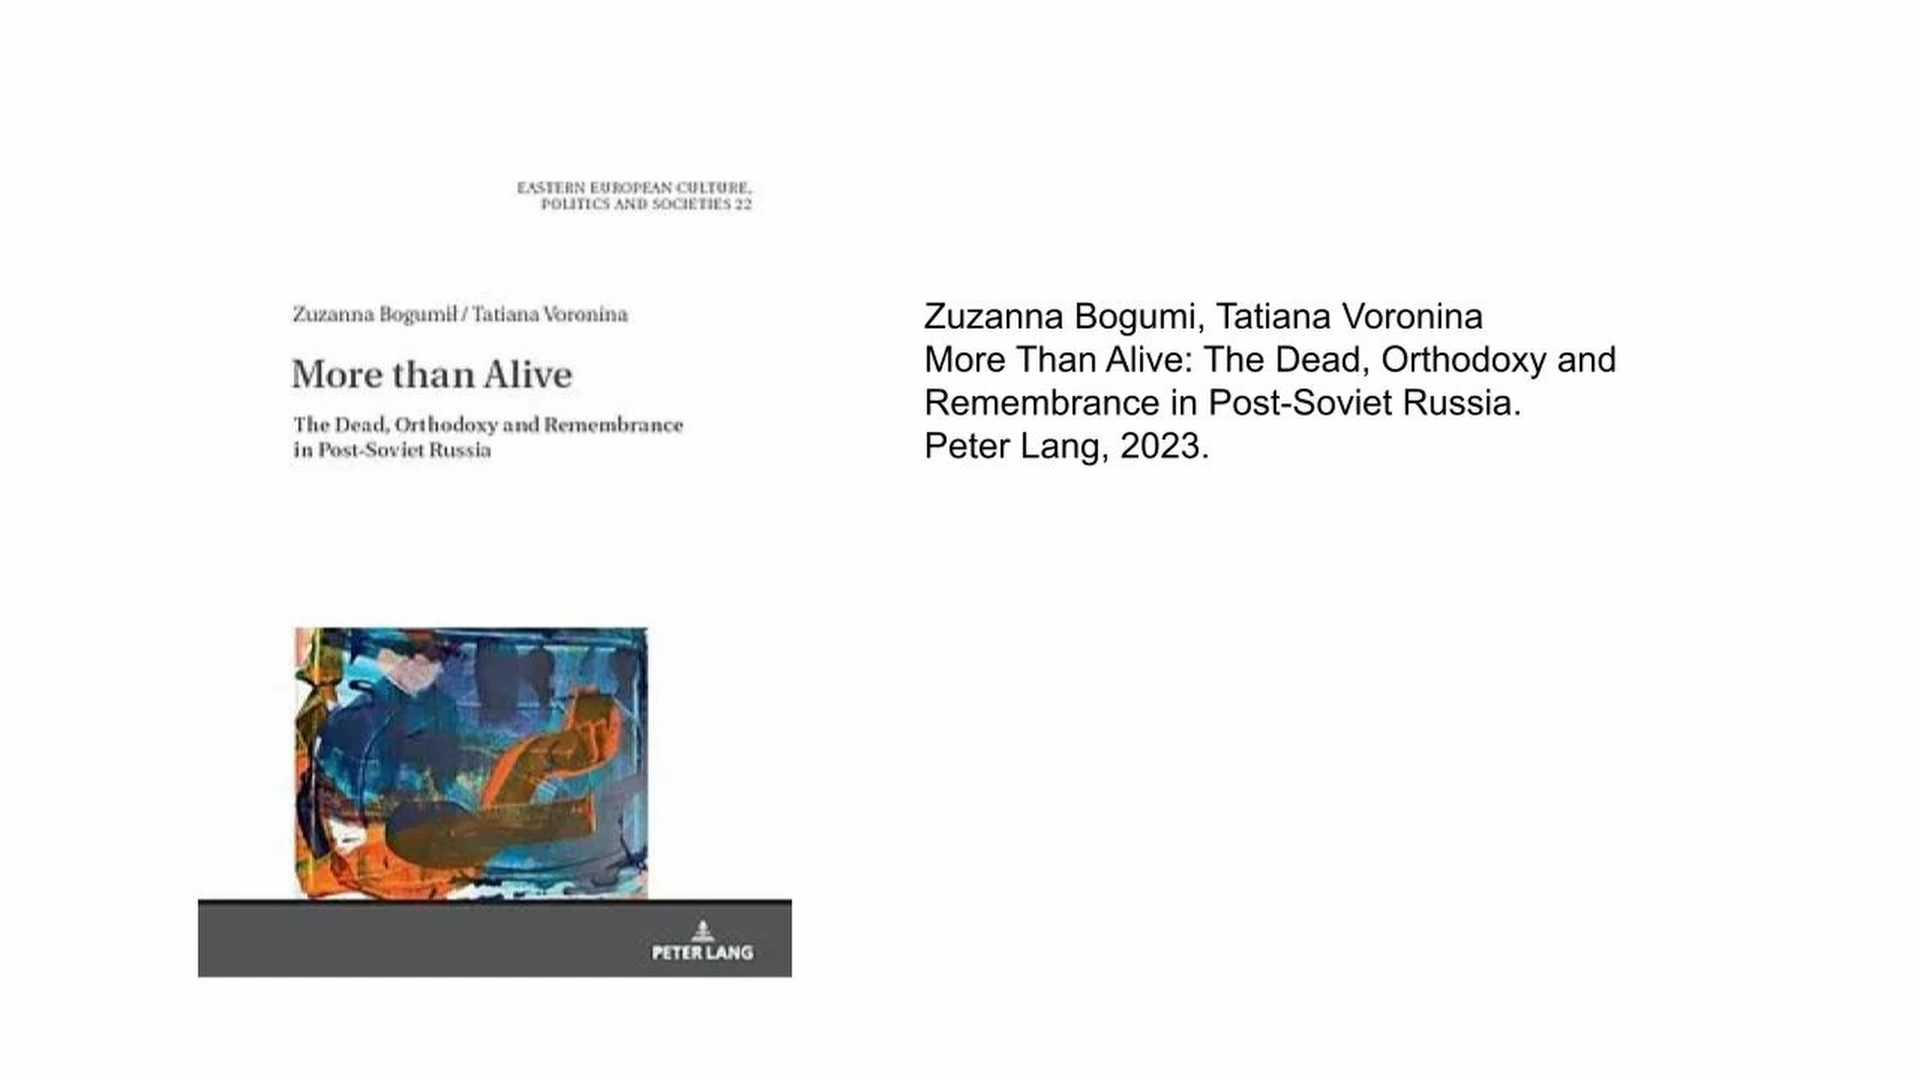 EASTERN EUROPEAN CULTURE,
POLITICS AND SOCIETIES 22
Zuzanna Bogumił / Tatiana Voronina
More than Alive
The Dead, Orthodoxy and Remembrance
in Post-Soviet Russia
PETER LANG
Zuzanna Bogumi, Tatiana Voronina
More Than Alive: The Dead, Orthodoxy and
Remembrance in Post-Soviet Russia.
Peter Lang, 2023.